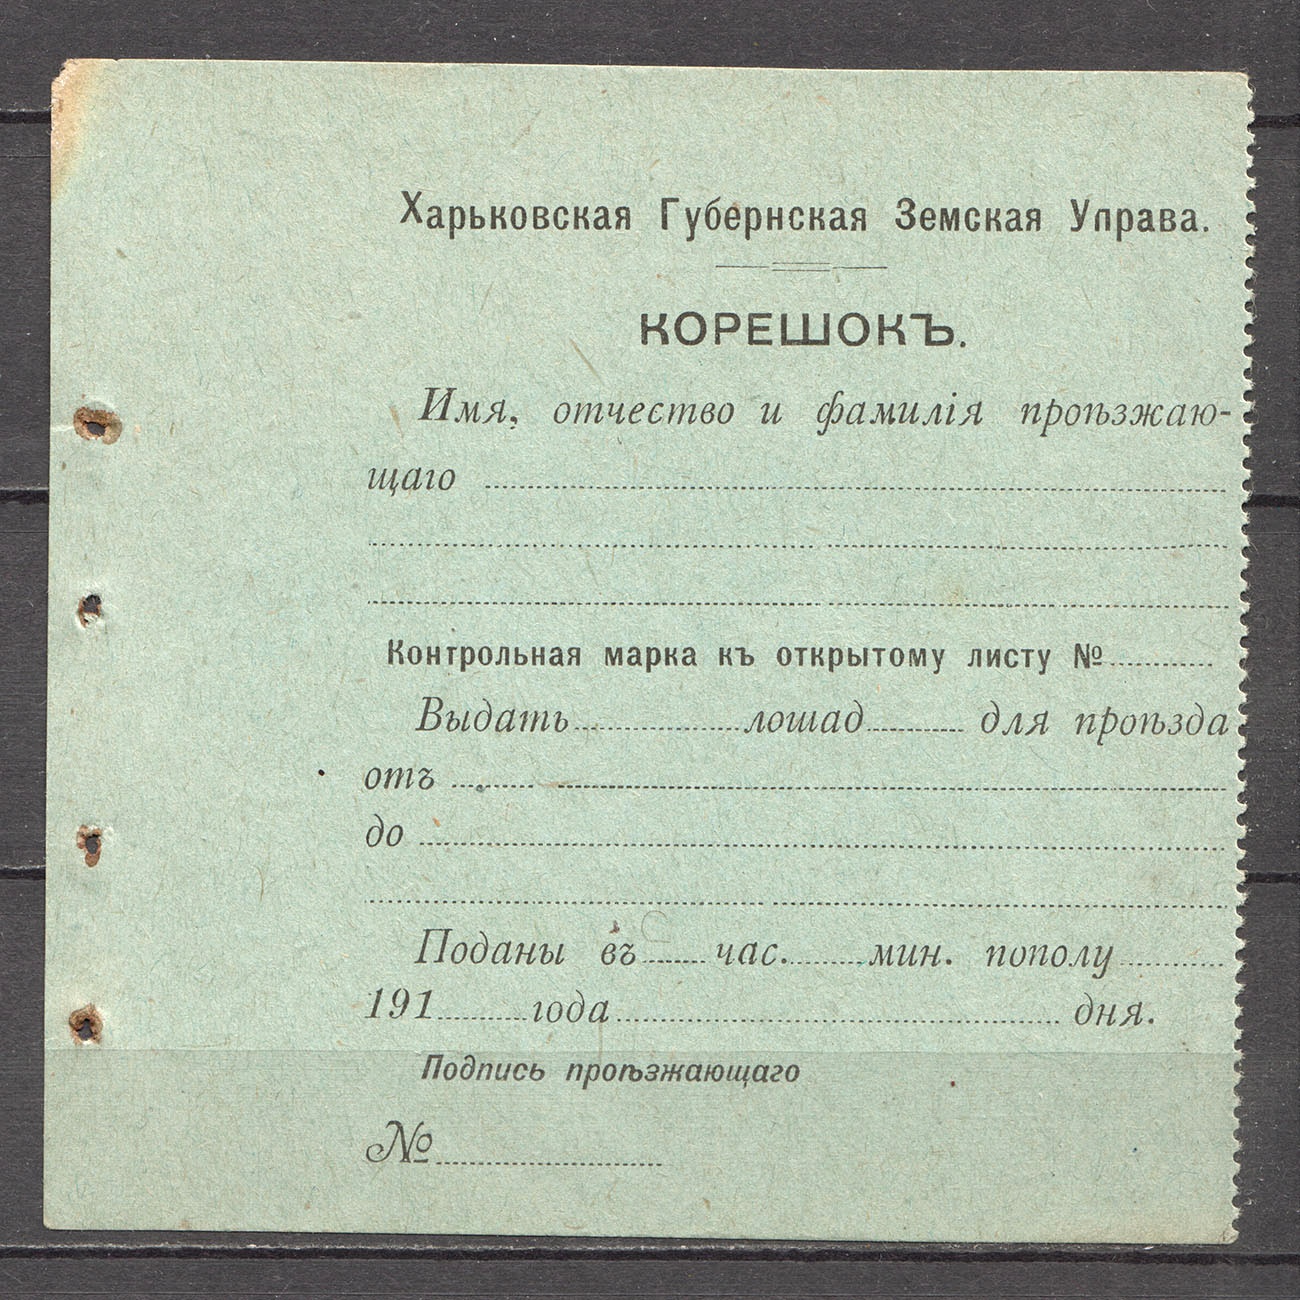 Харьковская Губернская Земская Управа.
КОРЕШОКЪ.
Имя, отчество и фамилія проѣзжаю-
щаго
Контрольная марка къ открытому листу №
Выдать лошад для проѣзда
отъ
до
Поданы въ час. мин. пополу
191 года дня.
Подпись проѣзжающаго
№